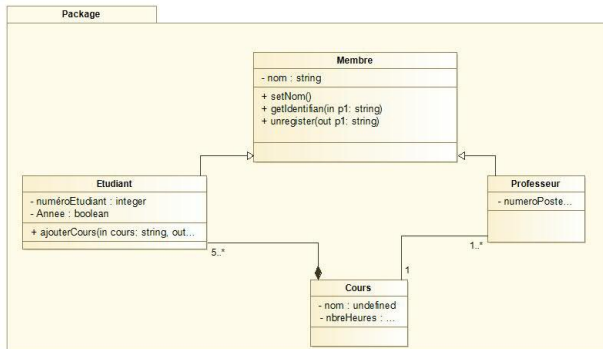 Package
Membre
- nom : string
+ setNom()
+ getIdentifian(in p1: string)
+ unregister(out p1: string)
Etudiant
- numéroEtudiant : integer
- Annee : boolean
+ ajouterCours(in cours: string, out...
Professeur
- numeroPoste...
5..*
1..*
1
Cours
- nom : undefined
- nbreHeures : ...